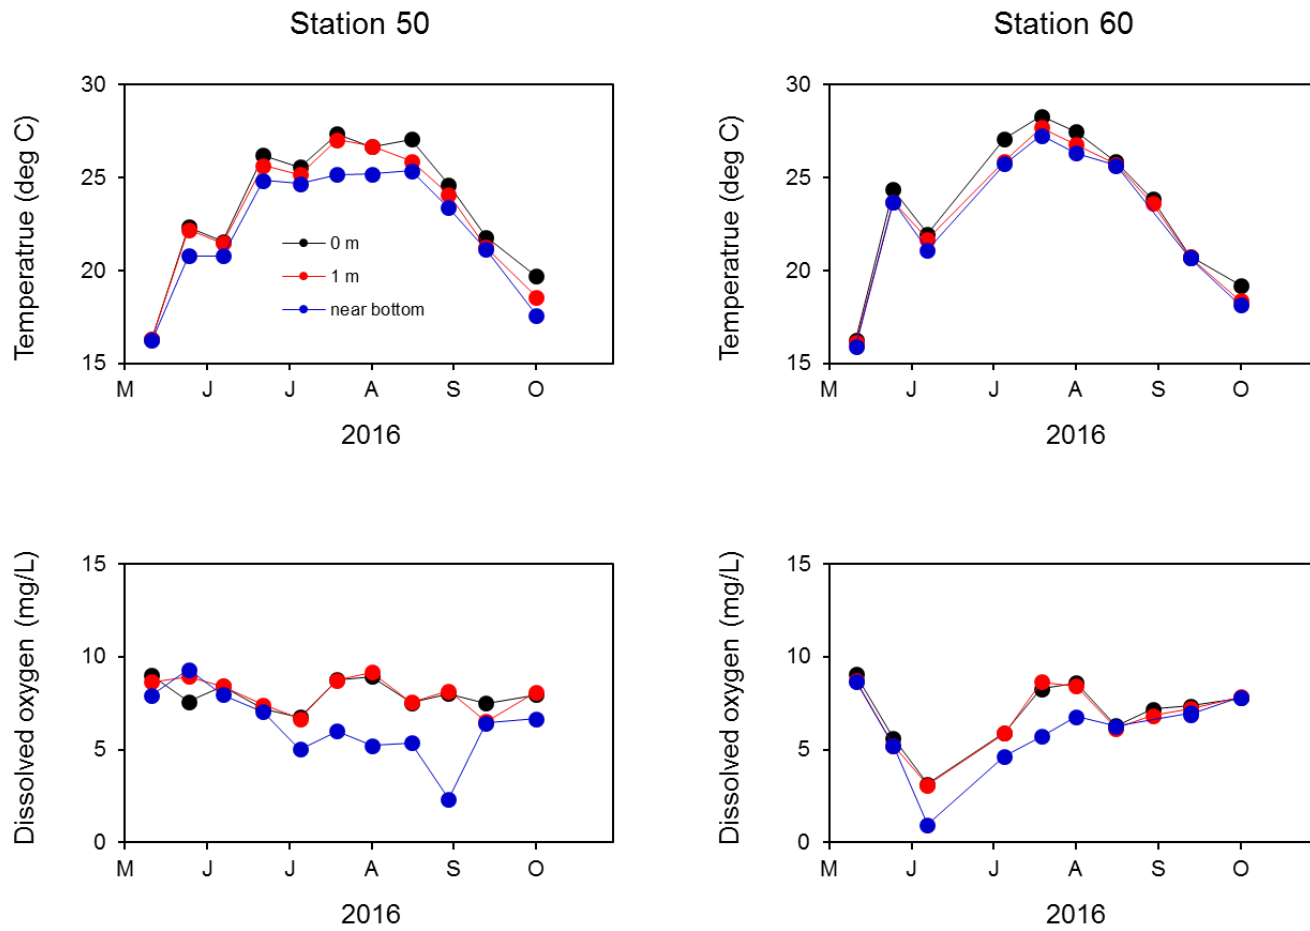 Station 50
Station 60
Temperatrue (deg C)
30
25
20
15
0 m
1 m
near bottom
M J J A S O
2016
Temperatrue (deg C)
30
25
20
15
M J J A S O
2016
Dissolved oxygen (mg/L)
15
10
5
0
M J J A S O
2016
Dissolved oxygen (mg/L)
15
10
5
0
M J J A S O
2016